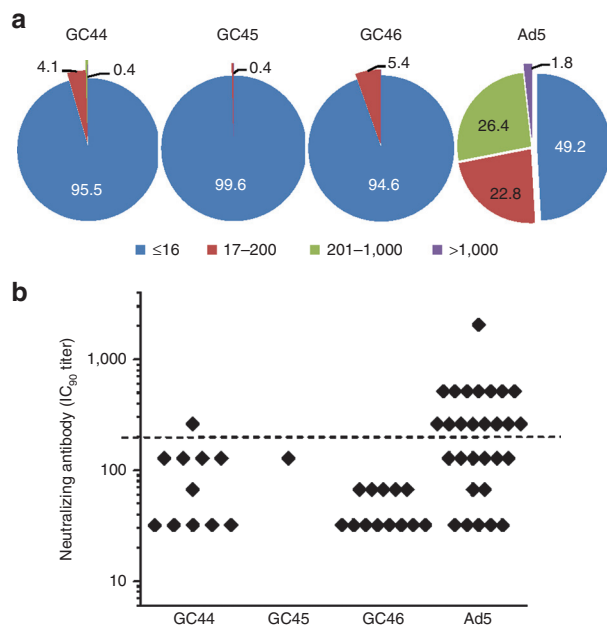 a
GC44 GC45 GC46 Ad5
4.1 0.4 0.4 5.4 1.8
95.5 99.6 94.6 26.4 49.2 22.8
≤16 17–200 201–1,000 >1,000
b
Neutralizing antibody (IC90 titer)
1,000
100
10
GC44 GC45 GC46 Ad5